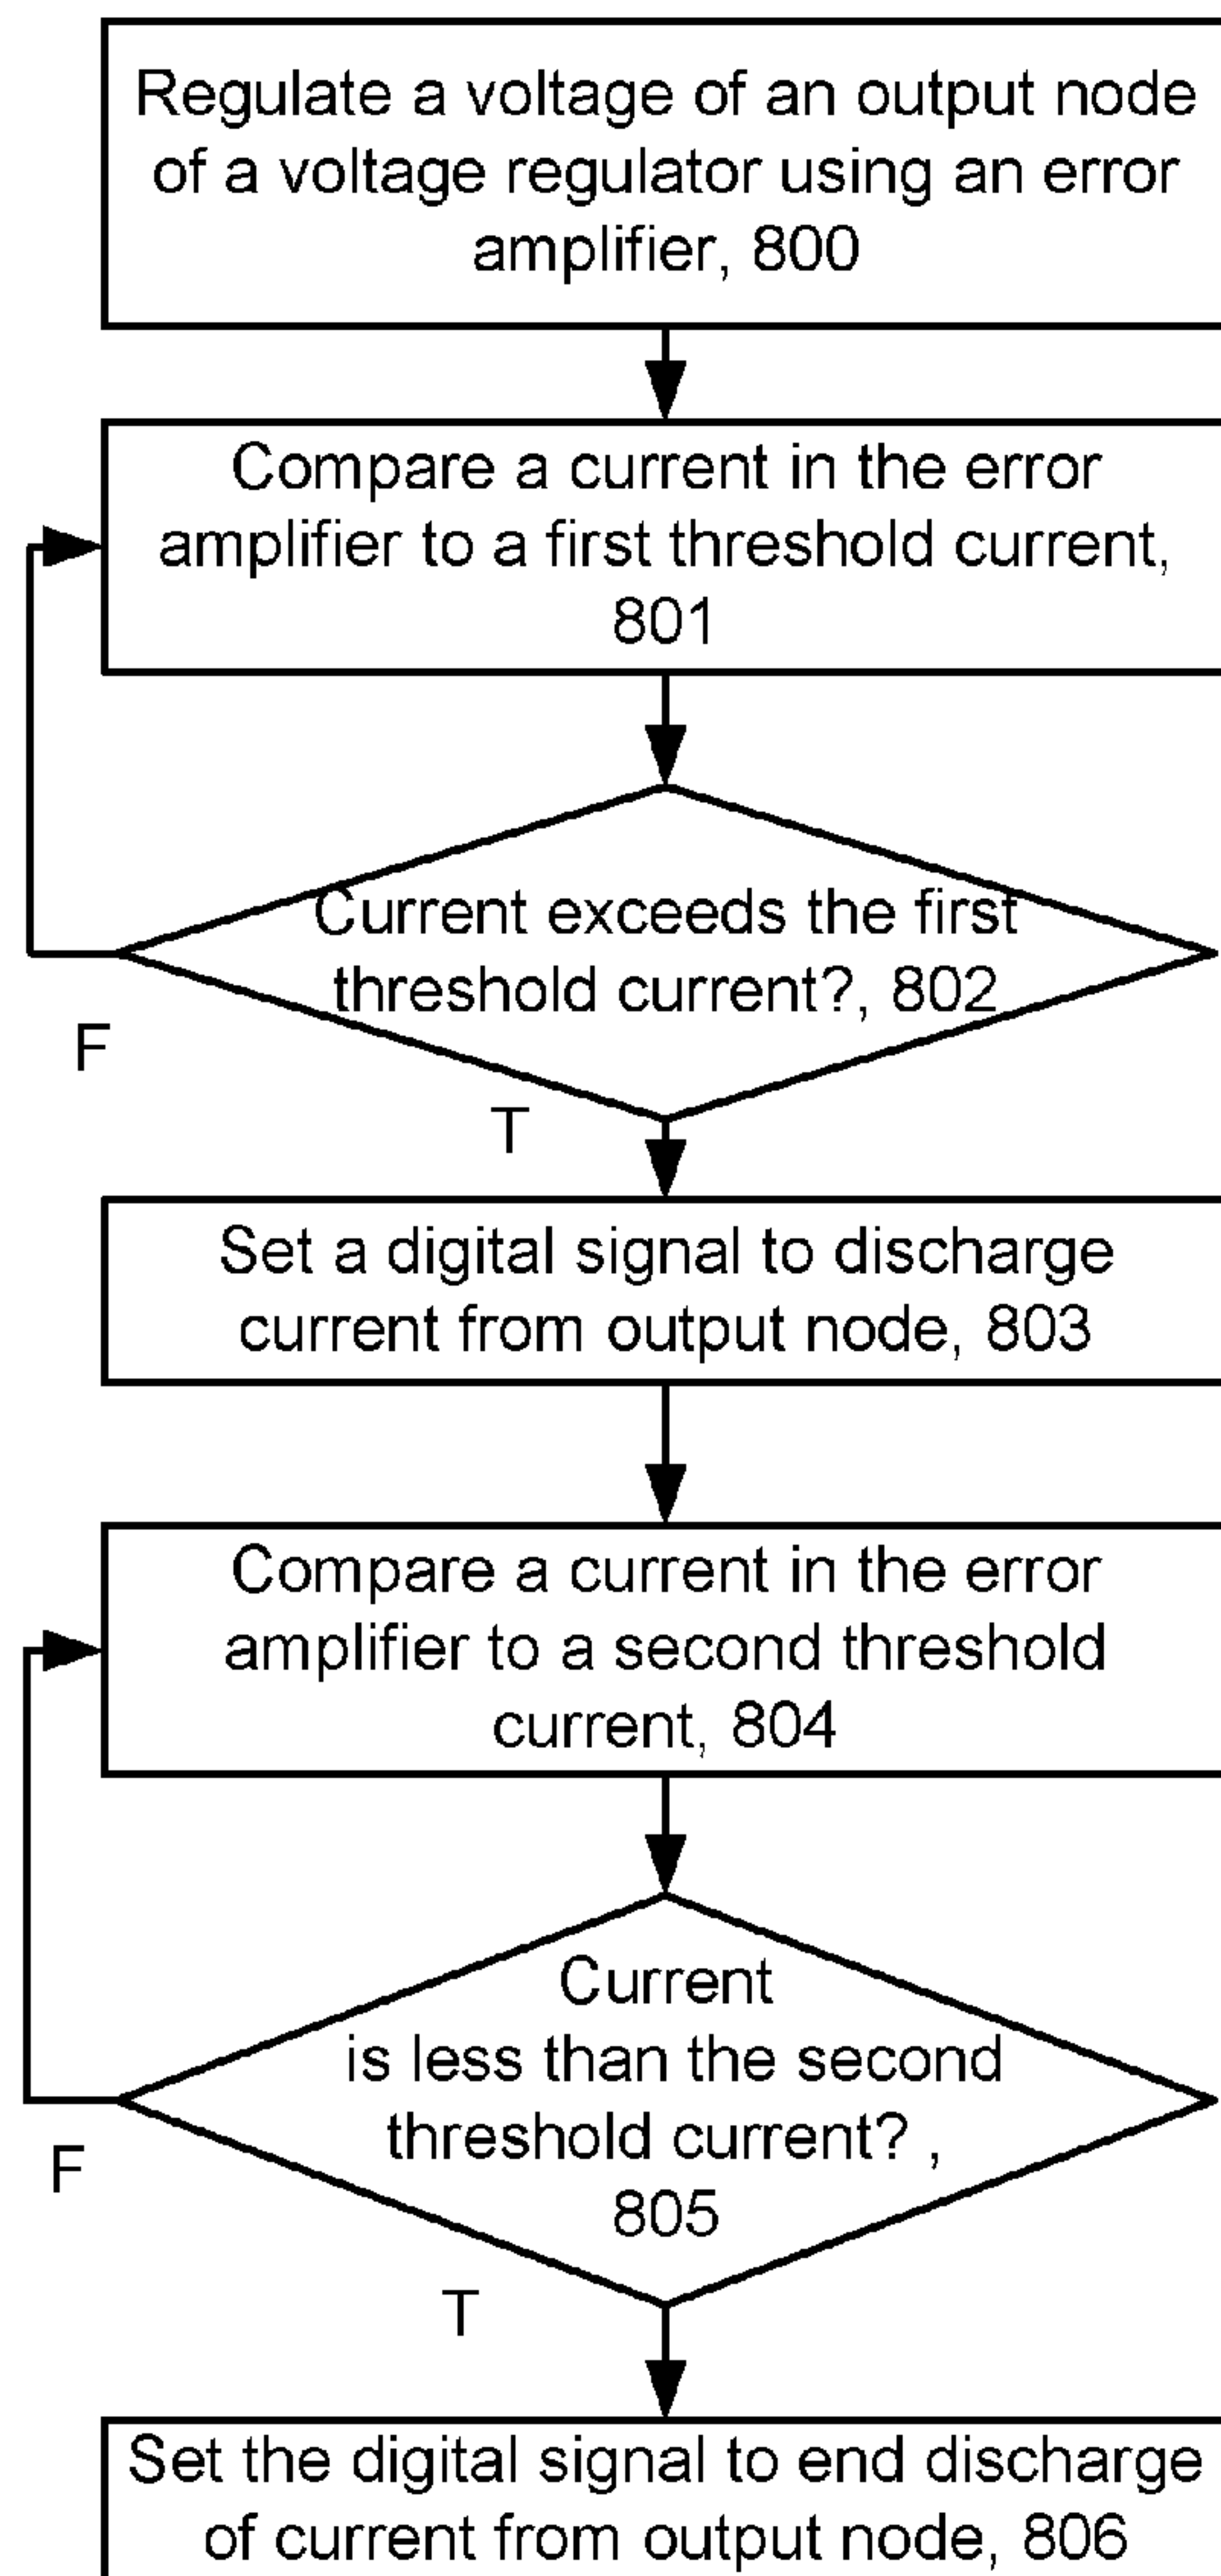 Regulate a voltage of an output node
of a voltage regulator using an error
amplifier, 800
Compare a current in the error
amplifier to a first threshold current,
801
Current exceeds the first
threshold current?, 802
F
T
Set a digital signal to discharge
current from output node, 803
Compare a current in the error
amplifier to a second threshold
current, 804
Current
is less than the second
threshold current? ,
805
F
T
Set the digital signal to end discharge
of current from output node, 806